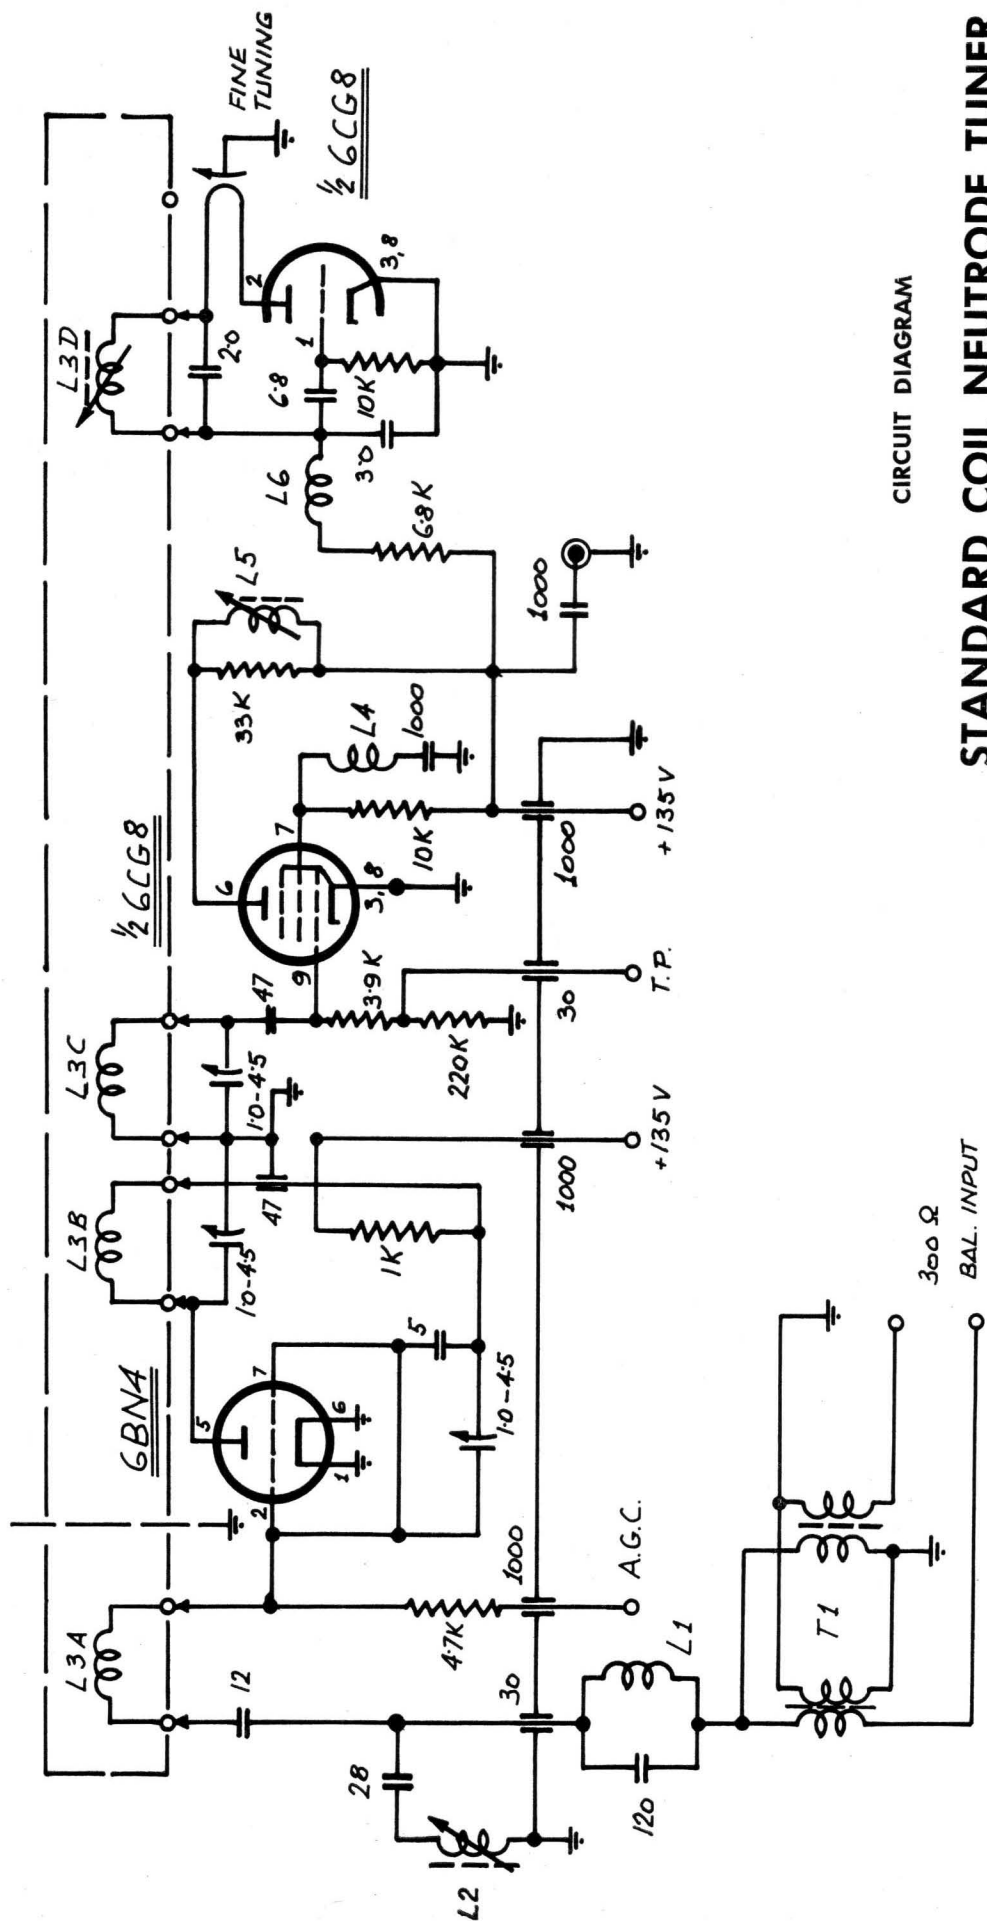 L3A
L3B
L3C
L3D
6BN4
½ 6CG8
½ 6CG8
FINE
TUNING
12
5
2
7
1
6
1·0-4·5
47
1·0-4·5
47
9
6
7
3,8
33K
L5
L4
1000
10K
L6
6·8K
6·8
30
10K
2·0
1
2
3,8
28
L2
4·7K
5
1·0-4·5
1K
3·9K
220K
1000
30
1000
A.G.C.
1000
+135V
30
T.P.
1000
+135V
120
L1
T1
300 Ω
BAL. INPUT
CIRCUIT DIAGRAM
STANDARD COIL NEUTRODE TUNER